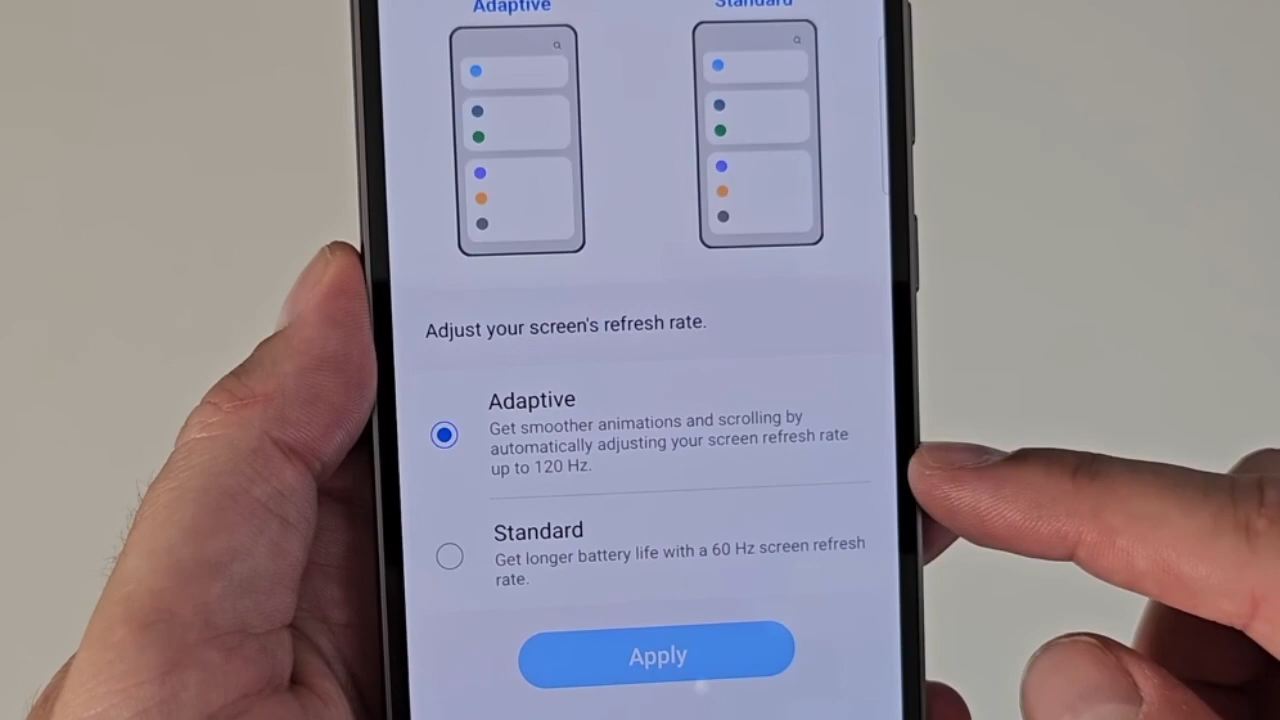 Adaptive
Standard
Adjust your screen's refresh rate.
Adaptive
Get smoother animations and scrolling by
automatically adjusting your screen refresh rate
up to 120 Hz.
Standard
Get longer battery life with a 60 Hz screen refresh
rate.
Apply